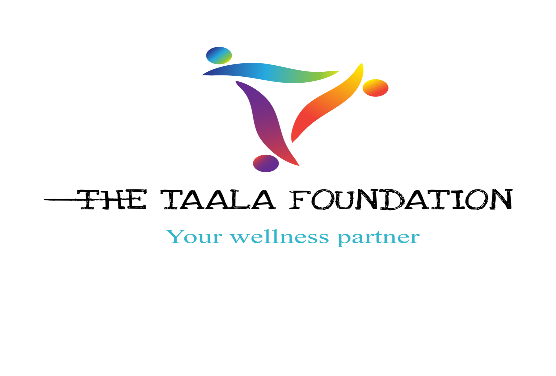 THE TAALA FOUNDATION
Your wellness partner